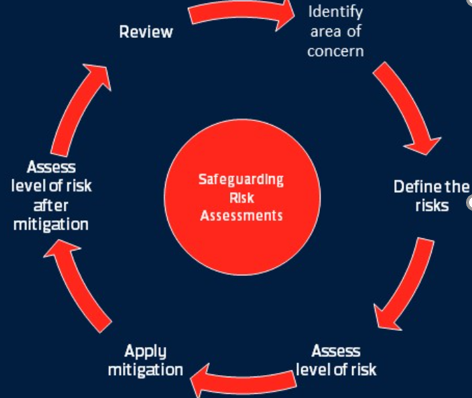 Review
Identify
area of
concern
Define the
risks
Assess
level of risk
Apply
mitigation
Assess
level of risk
after
mitigation
Safeguarding
Risk
Assessments